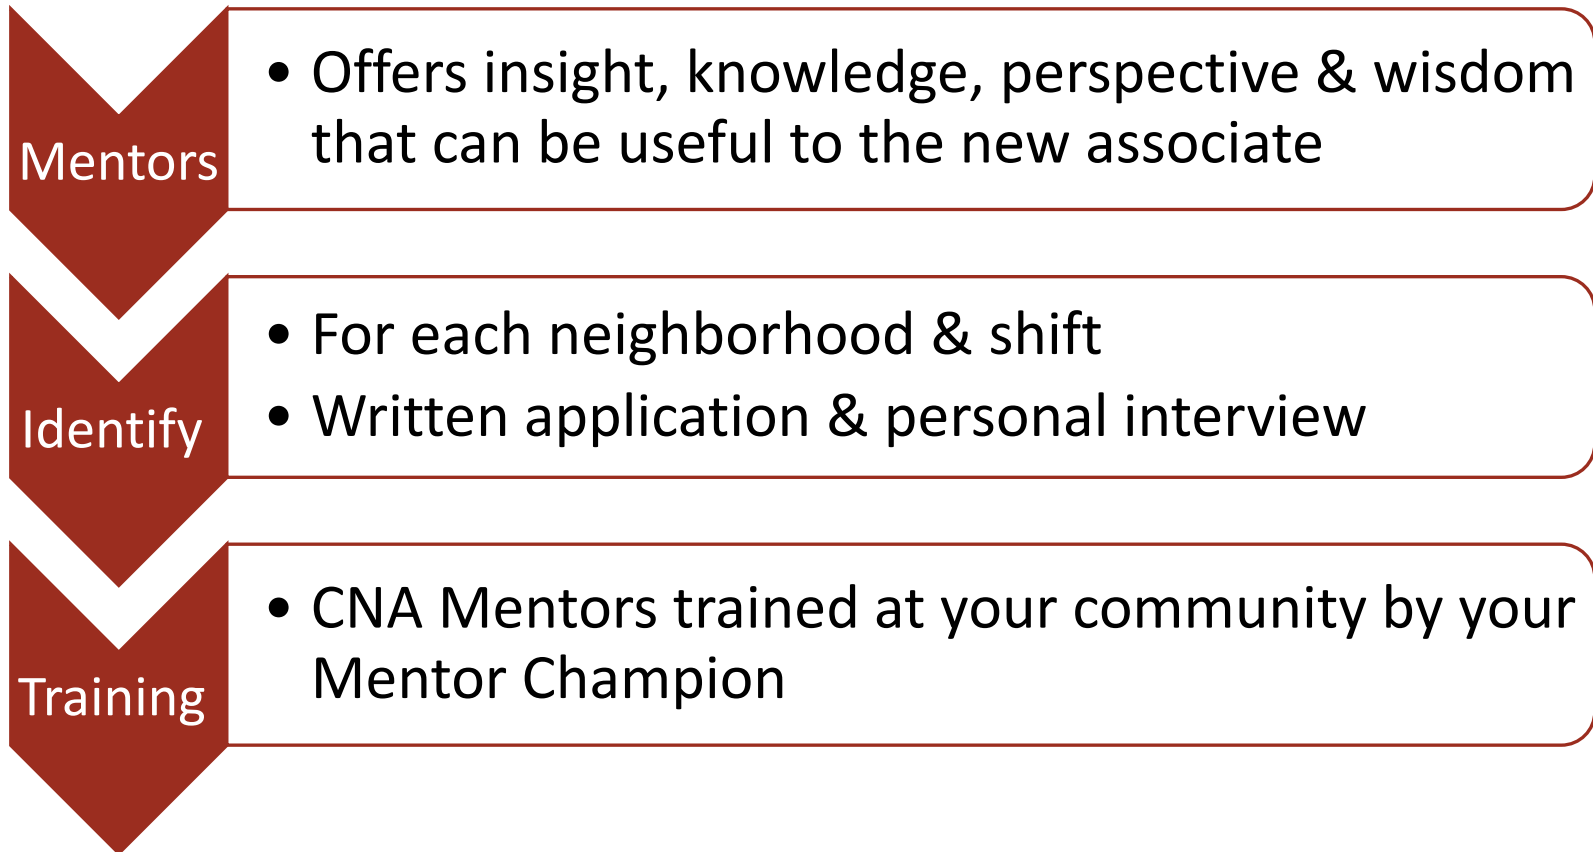 Mentors
• Offers insight, knowledge, perspective & wisdom
that can be useful to the new associate
Identify
• For each neighborhood & shift
• Written application & personal interview
Training
• CNA Mentors trained at your community by your
Mentor Champion